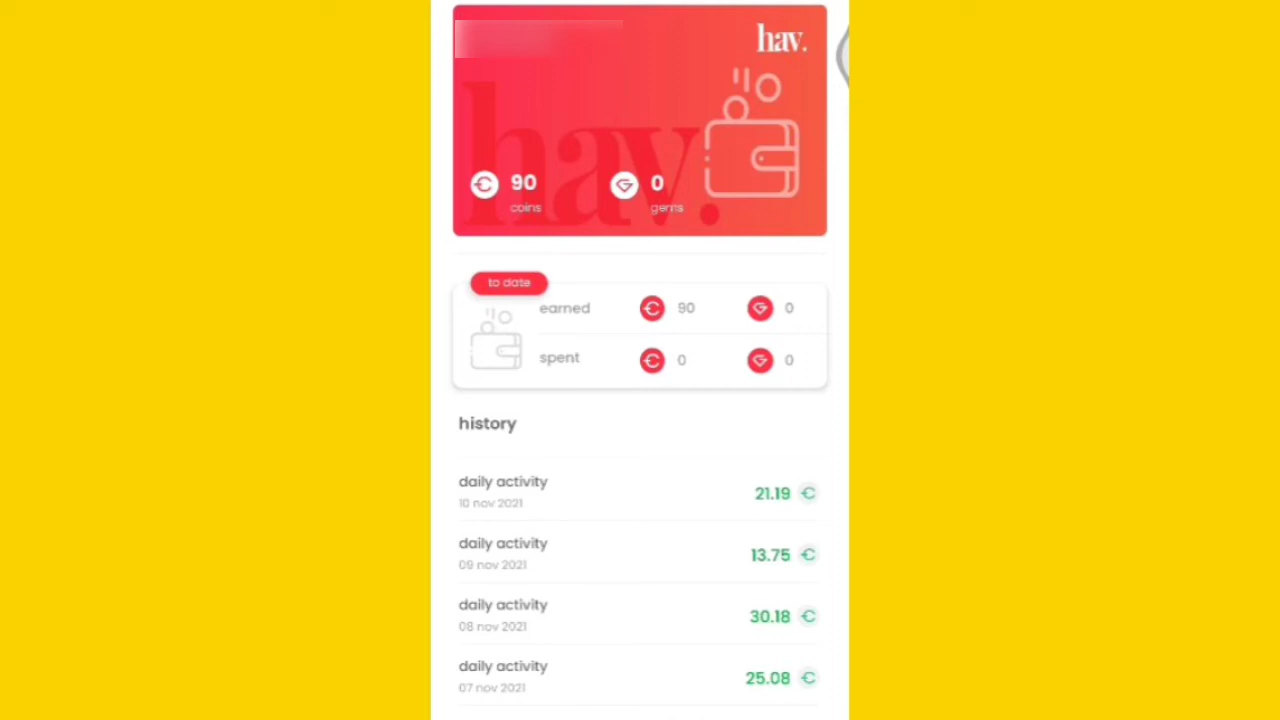 hav.
hav.
90
coins
0
gems
to date
earned
90
0
spent
0
0
history
daily activity
21.19
10 nov 2021
daily activity
13.75
09 nov 2021
daily activity
30.18
08 nov 2021
daily activity
25.08
07 nov 2021